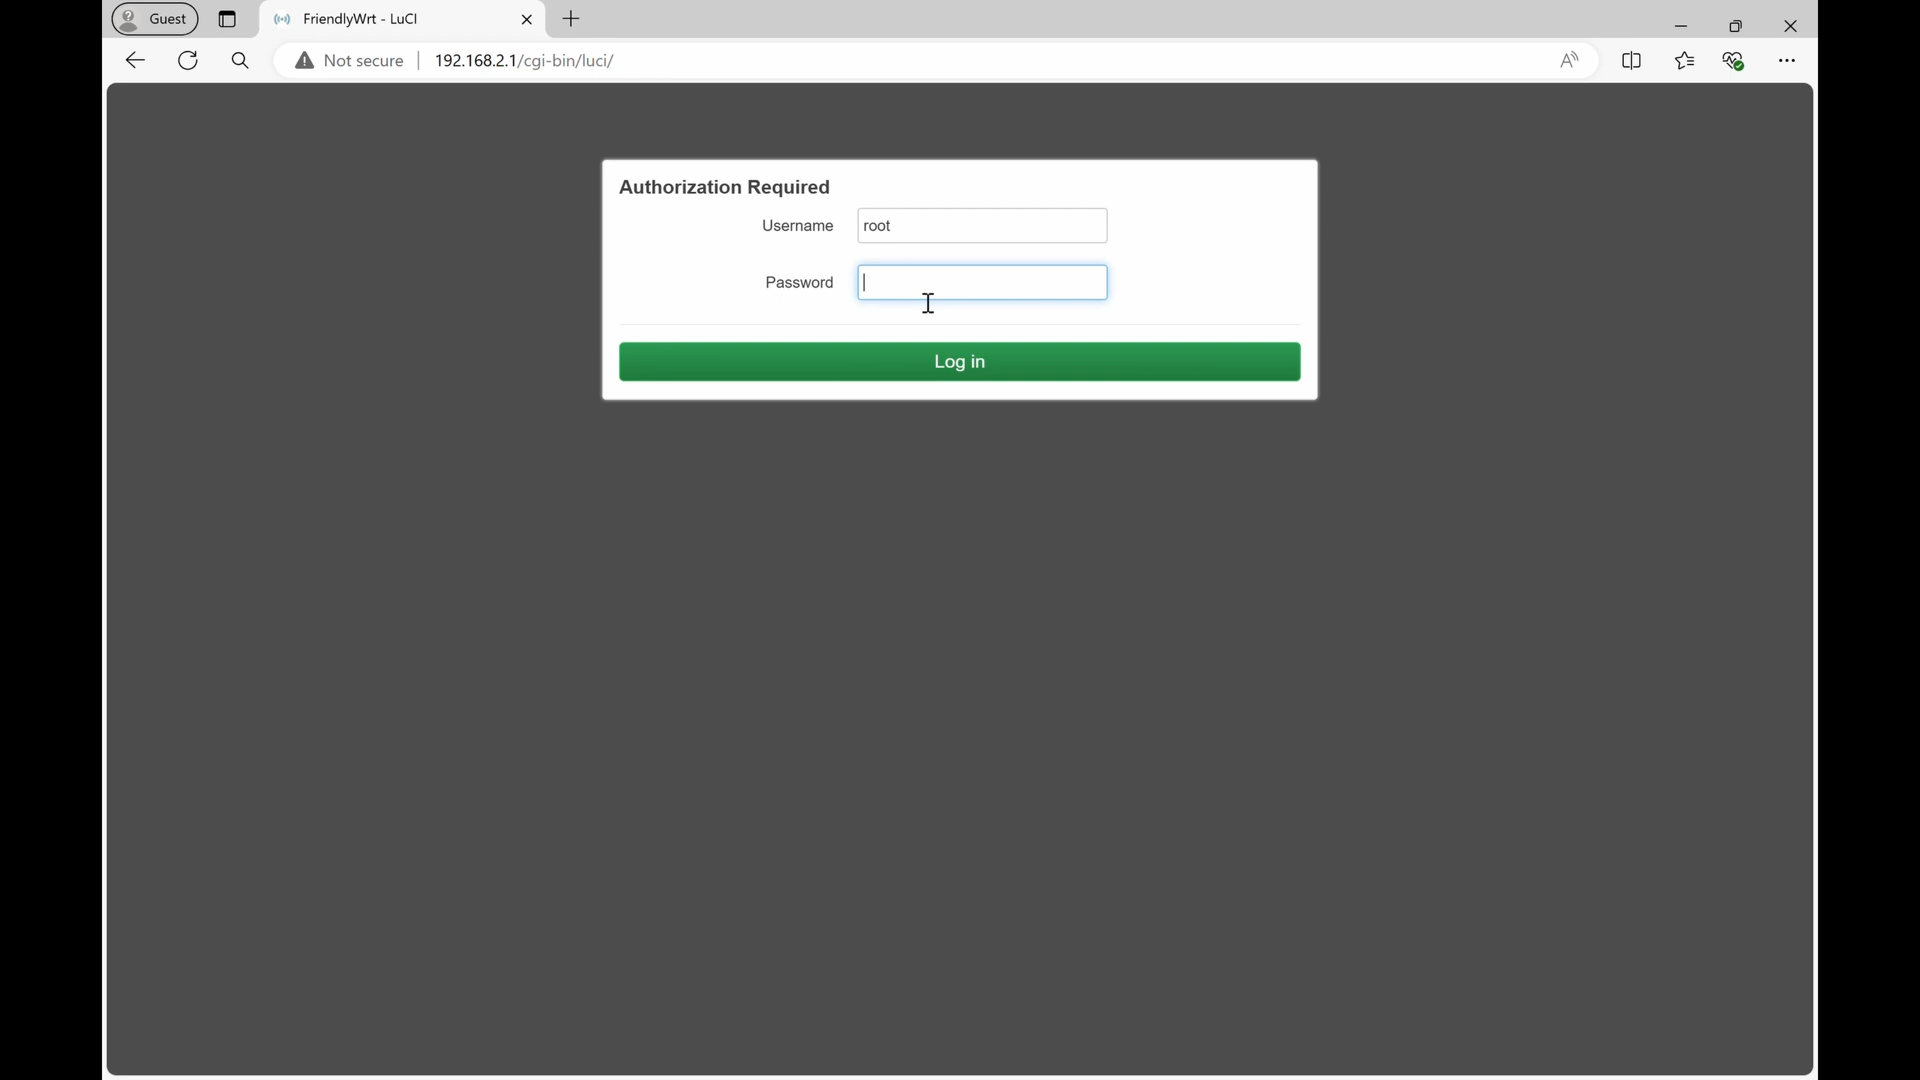 Guest
FriendlyWrt - LuCI
Not secure
192.168.2.1/cgi-bin/luci/
Authorization Required
Username
root
Password
Log in